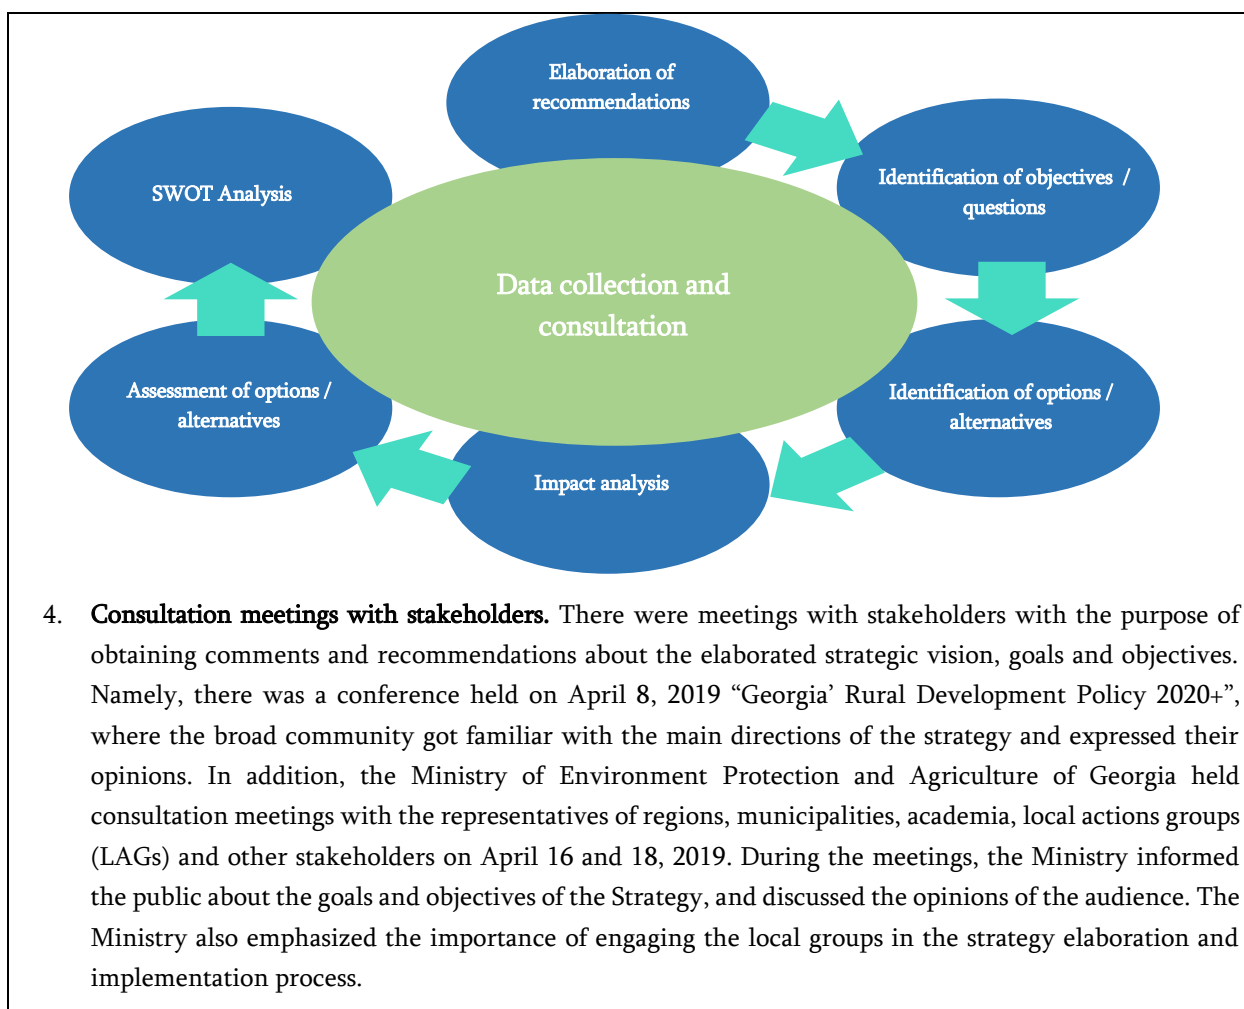 Elaboration of
recommendations
SWOT Analysis
Identification of objectives /
questions
Data collection and
consultation
Assessment of options /
alternatives
Identification of options /
alternatives
Impact analysis
4. Consultation meetings with stakeholders. There were meetings with stakeholders with the purpose of
obtaining comments and recommendations about the elaborated strategic vision, goals and objectives.
Namely, there was a conference held on April 8, 2019 “Georgia’ Rural Development Policy 2020+”,
where the broad community got familiar with the main directions of the strategy and expressed their
opinions. In addition, the Ministry of Environment Protection and Agriculture of Georgia held
consultation meetings with the representatives of regions, municipalities, academia, local actions groups
(LAGs) and other stakeholders on April 16 and 18, 2019. During the meetings, the Ministry informed
the public about the goals and objectives of the Strategy, and discussed the opinions of the audience. The
Ministry also emphasized the importance of engaging the local groups in the strategy elaboration and
implementation process.